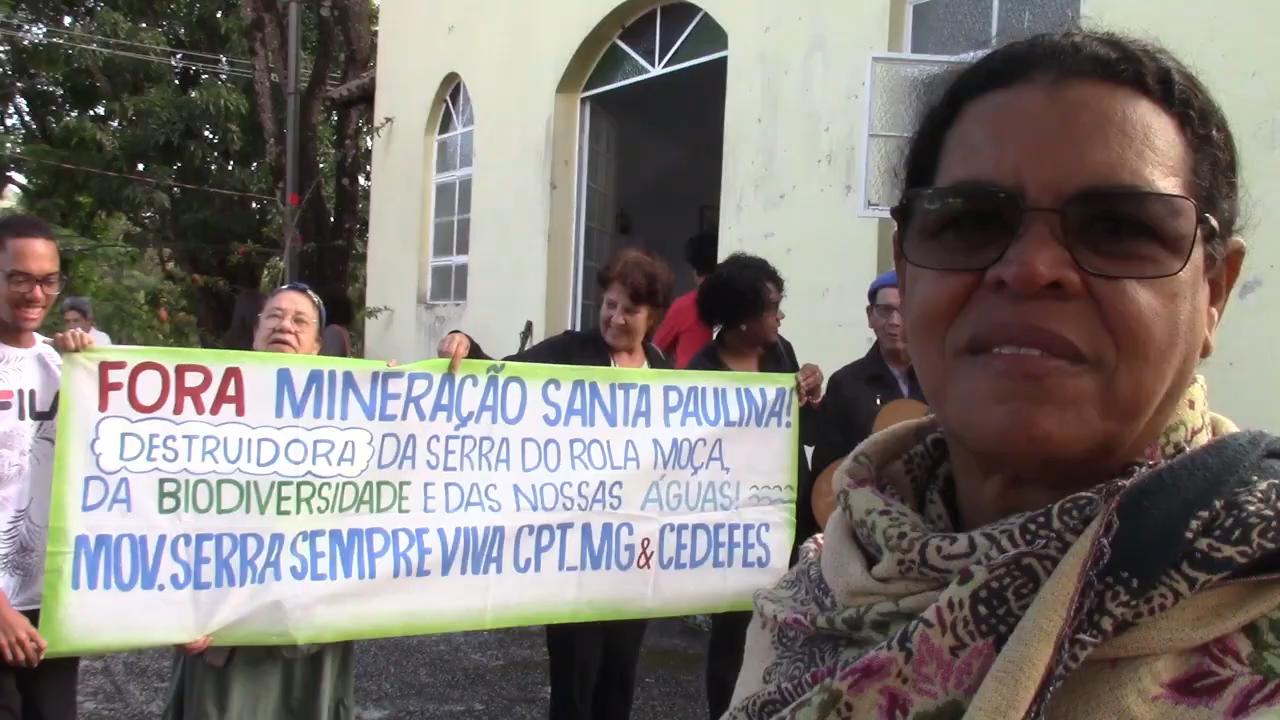 FILA
FORA MINERAÇÃO SANTA PAULINA!
DESTRUIDORA DA SERRA DO ROLA MOÇA,
DA BIODIVERSIDADE E DAS NOSSAS ÁGUAS!
MOV. SERRA SEMPRE VIVA CPT_MG & CEDEFES